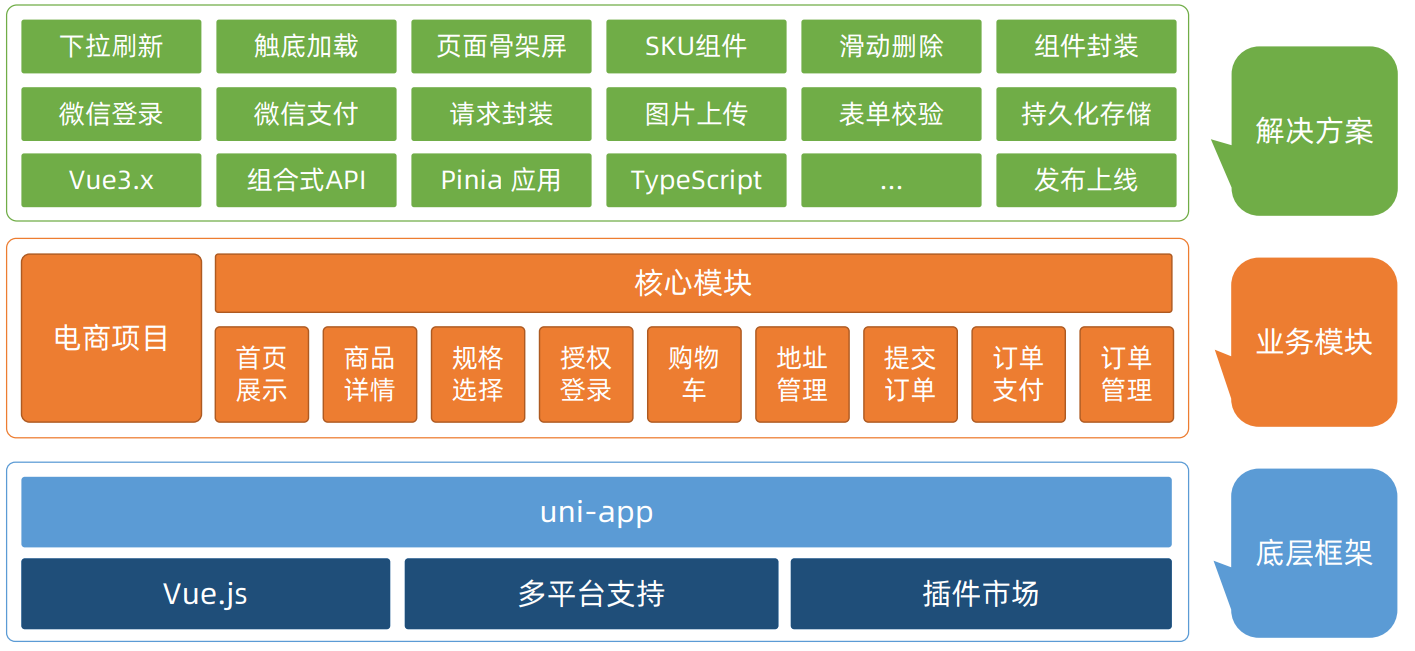 下拉刷新
触底加载
页面骨架屏
SKU组件
滑动删除
组件封装
微信登录
微信支付
请求封装
图片上传
表单校验
持久化存储
Vue3.x
组合式API
Pinia 应用
TypeScript
...
发布上线
解决方案
电商项目
核心模块
首页
展示
商品
详情
规格
选择
授权
登录
购物
车
地址
管理
提交
订单
订单
支付
订单
管理
业务模块
uni-app
Vue.js
多平台支持
插件市场
底层框架